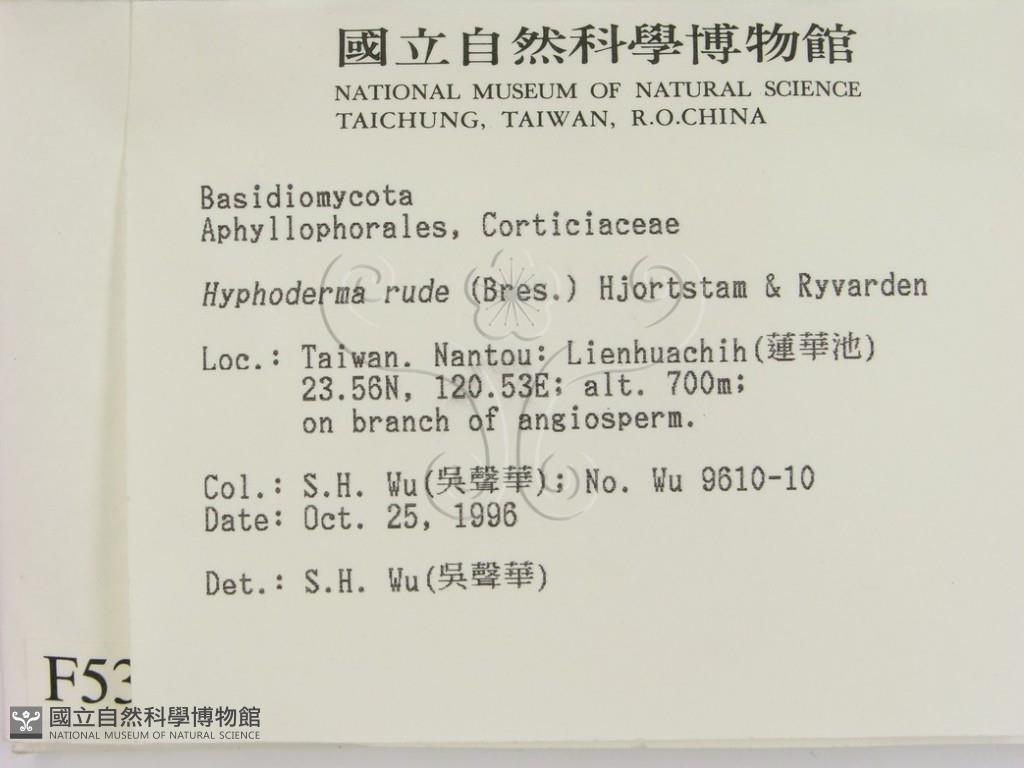 國立自然科學博物館
NATIONAL MUSEUM OF NATURAL SCIENCE
TAICHUNG, TAIWAN, R.O.CHINA
Basidiomycota
Aphyllophorales, Corticiaceae
Hyphoderma rude (Bres.) Hjortstam & Ryvarden
Loc.: Taiwan. Nantou: Lienhuachih(蓮華池)
23.56N, 120.53E; alt. 700m;
on branch of angiosperm.
Col.: S.H. Wu(吳聲華); No. Wu 9610-10
Date: Oct. 25, 1996
Det.: S.H. Wu(吳聲華)
F53
國立自然科學博物館
NATIONAL MUSEUM OF NATURAL SCIENCE